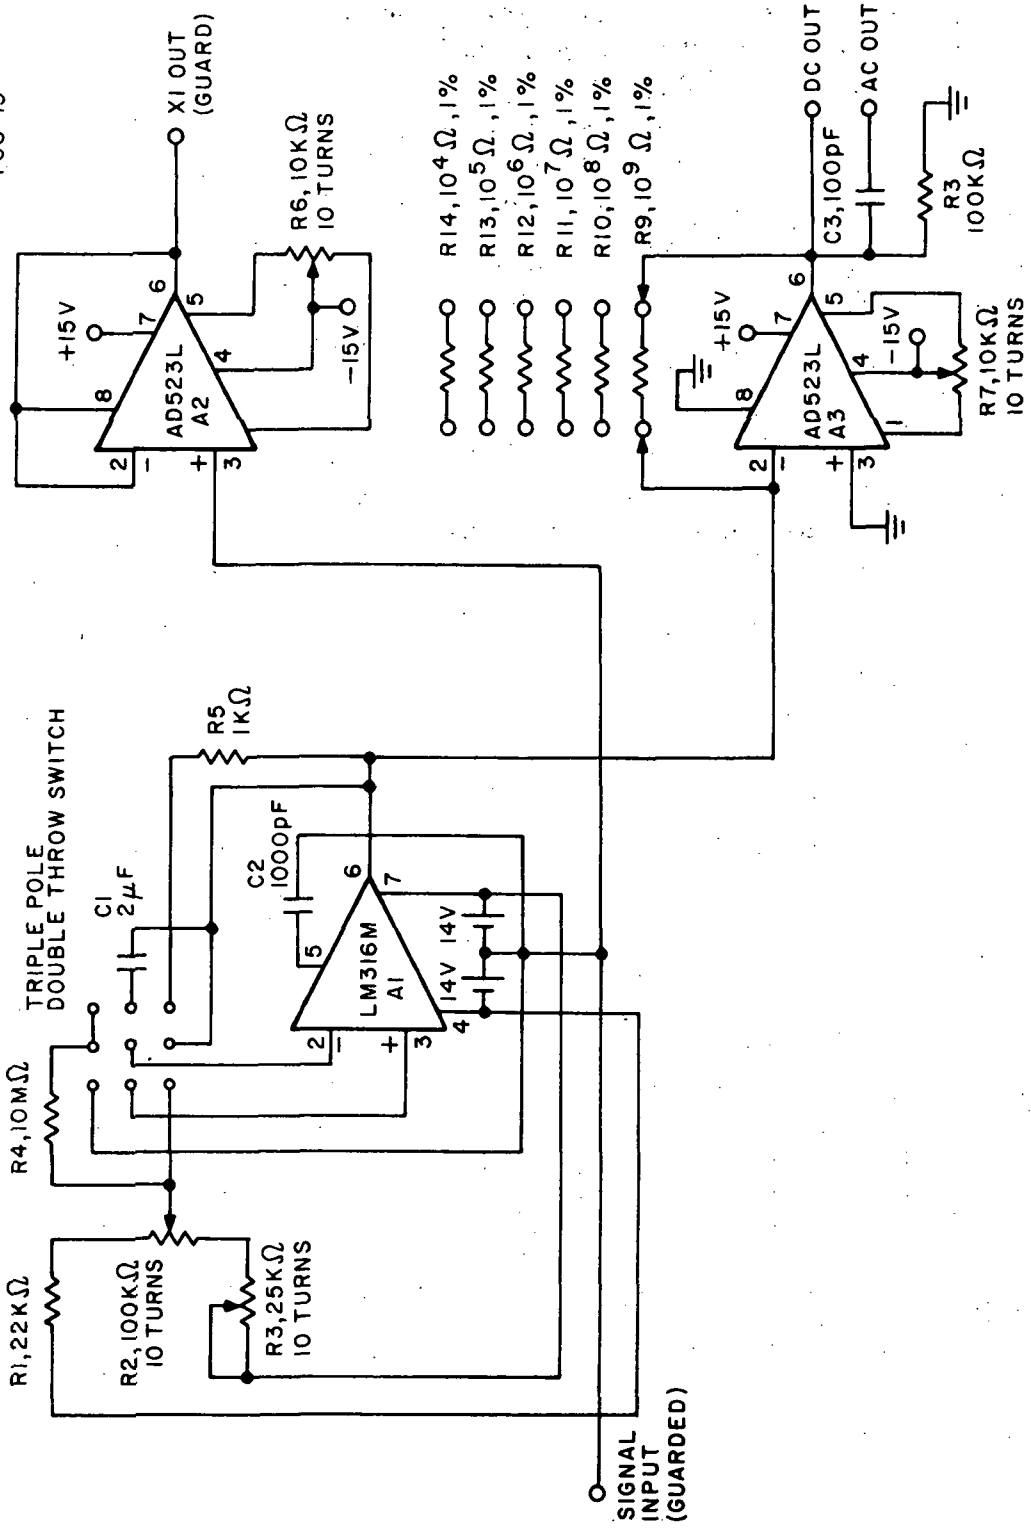 TRIPLE POLE
DOUBLE THROW SWITCH
R1, 22KΩ
R4, 10MΩ
C1
2μF
R5
1KΩ
R2, 100KΩ
10 TURNS
R3, 25KΩ
10 TURNS
C2
1000pF
2
-
+
3
4
5
6
7
LM316M
A1
14V
14V
SIGNAL
INPUT
(GUARDED)
2
-
+
3
8
7
6
5
4
AD523L
A2
+15V
-15V
R6, 10KΩ
10 TURNS
X1 OUT
(GUARD)
R14, 10⁴Ω, 1%
R13, 10⁵Ω, 1%
R12, 10⁶Ω, 1%
R11, 10⁷Ω, 1%
R10, 10⁸Ω, 1%
R9, 10⁹Ω, 1%
2
-
+
3
8
7
6
5
4
1
AD523L
A3
+15V
-15V
R7, 10KΩ
10 TURNS
DC OUT
C3, 100pF
AC OUT
R3
100KΩ